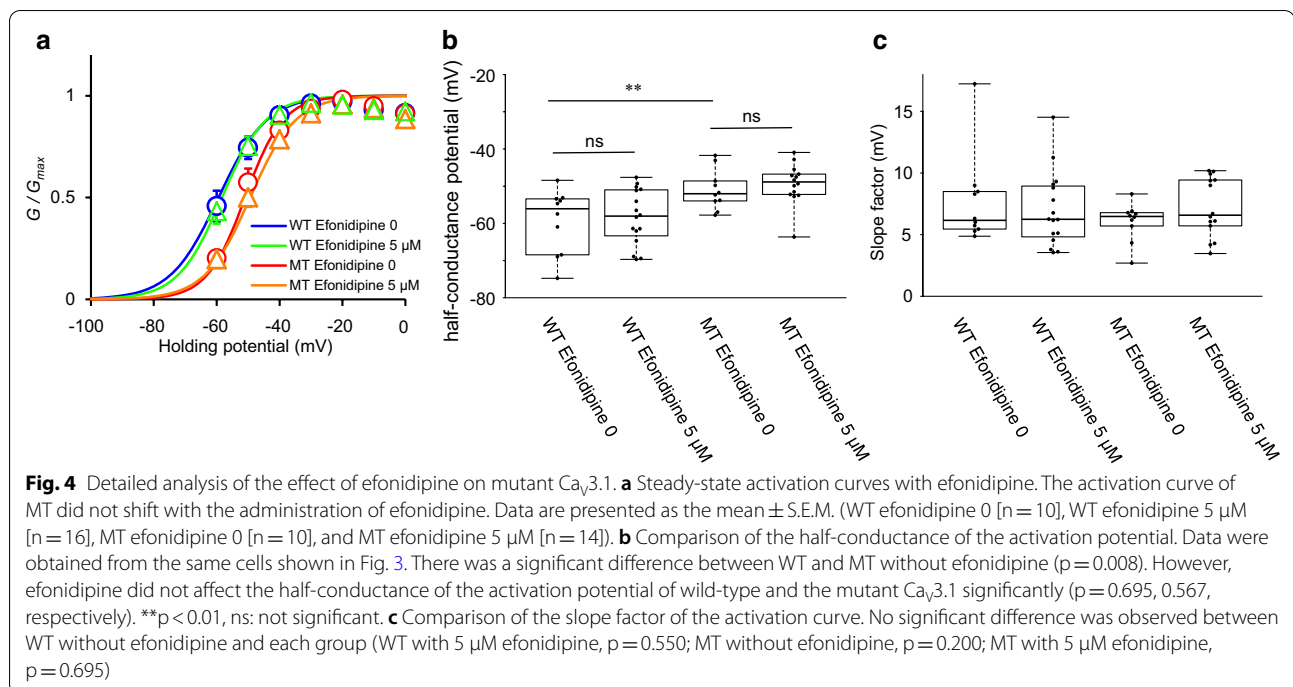 a
G / Gmax
1
0.5
0
-100 -80 -60 -40 -20 0
Holding potential (mV)
WT Efonidipine 0
WT Efonidipine 5 µM
MT Efonidipine 0
MT Efonidipine 5 µM
b
half-conductance potential (mV)
-20
-40
-60
-80
**
ns
ns
WT Efonidipine 0
WT Efonidipine 5 µM
MT Efonidipine 0
MT Efonidipine 5 µM
c
Slope factor (mV)
15
10
5
0
WT Efonidipine 0
WT Efonidipine 5 µM
MT Efonidipine 0
MT Efonidipine 5 µM
Fig. 4 Detailed analysis of the effect of efonidipine on mutant CaV3.1. a Steady-state activation curves with efonidipine. The activation curve of
MT did not shift with the administration of efonidipine. Data are presented as the mean ± S.E.M. (WT efonidipine 0 [n = 10], WT efonidipine 5 µM
[n = 16], MT efonidipine 0 [n = 10], and MT efonidipine 5 µM [n = 14]). b Comparison of the half-conductance of the activation potential. Data were
obtained from the same cells shown in Fig. 3. There was a significant difference between WT and MT without efonidipine (p = 0.008). However,
efonidipine did not affect the half-conductance of the activation potential of wild-type and the mutant CaV3.1 significantly (p = 0.695, 0.567,
respectively). **p < 0.01, ns: not significant. c Comparison of the slope factor of the activation curve. No significant difference was observed between
WT without efonidipine and each group (WT with 5 µM efonidipine, p = 0.550; MT without efonidipine, p = 0.200; MT with 5 µM efonidipine,
p = 0.695)